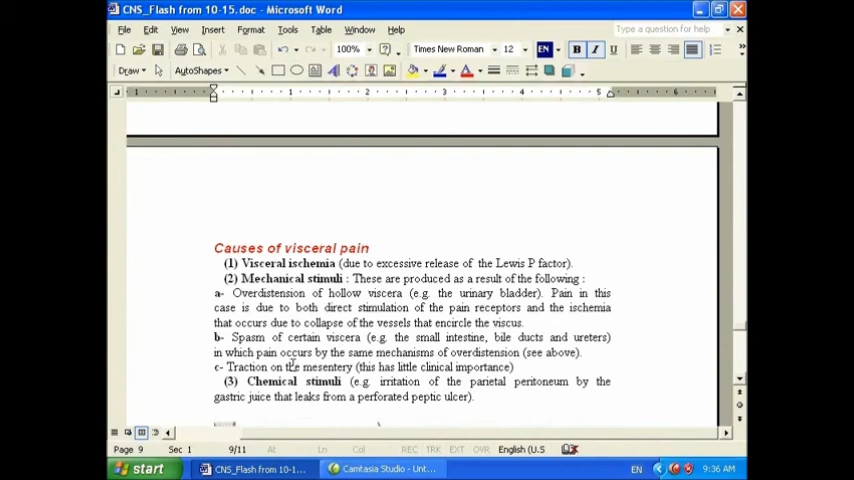 CNS_Flash from 10-15.doc - Microsoft Word
File Edit View Insert Format Tools Table Window Help Type a question for help
100% Times New Roman 12 EN B I U
Draw AutoShapes
1 1 2 3 4 5 6
Causes of visceral pain
(1) Visceral ischemia (due to excessive release of the Lewis P factor).
(2) Mechanical stimuli : These are produced as a result of the following :
a- Overdistension of hollow viscera (e.g. the urinary bladder). Pain in this
case is due to both direct stimulation of the pain receptors and the ischemia
that occurs due to collapse of the vessels that encircle the viscus.
b- Spasm of certain viscera (e.g. the small intestine, bile ducts and ureters)
in which pain occurs by the same mechanisms of overdistension (see above).
c- Traction on the mesentery (this has little clinical importance)
(3) Chemical stimuli (e.g. irritation of the parietal peritoneum by the
gastric juice that leaks from a perforated peptic ulcer).
Page 9 Sec 1 9/11 At Ln Col REC TRK EXT OVR English (U.S
start CNS_Flash from 10-1... Camtasia Studio - Unt... EN 9:36 AM